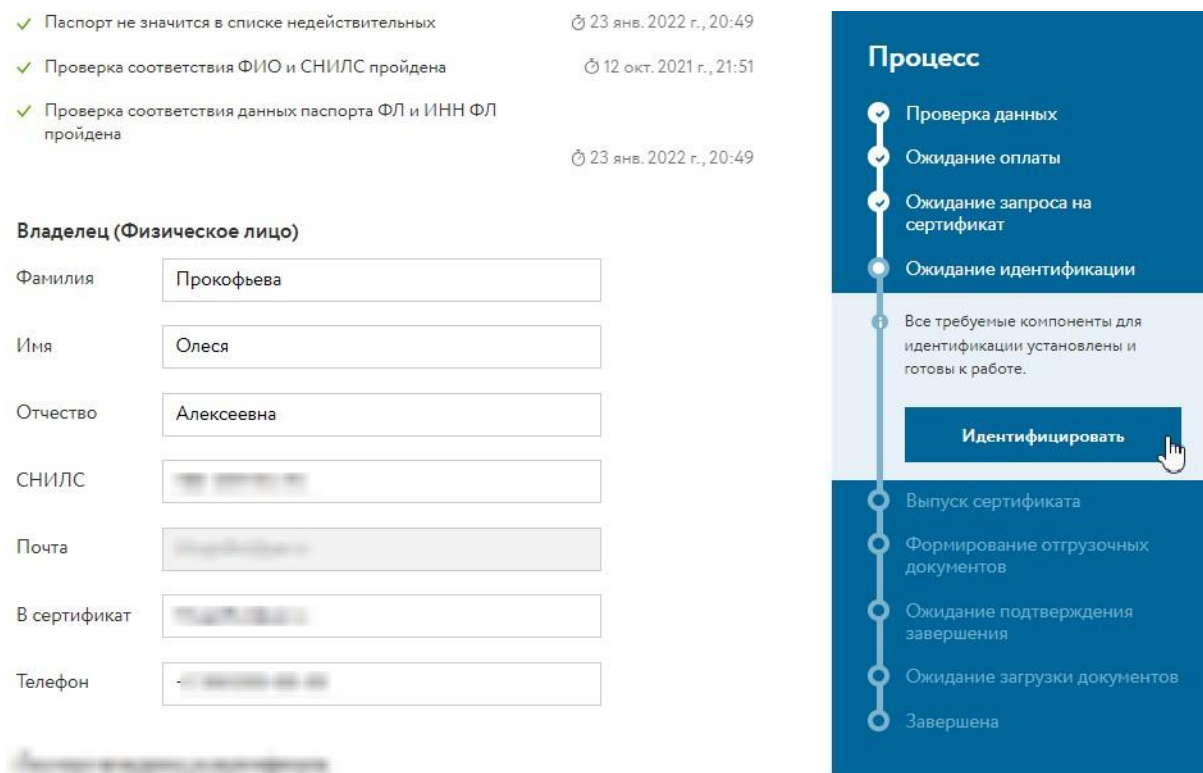 Паспорт не значится в списке недействительных
23 янв. 2022 г., 20:49
Проверка соответствия ФИО и СНИЛС пройдена
12 окт. 2021 г., 21:51
Проверка соответствия данных паспорта ФЛ и ИНН ФЛ
пройдена
23 янв. 2022 г., 20:49
Владелец (Физическое лицо)
Фамилия
Прокофьева
Имя
Олеся
Отчество
Алексеевна
СНИЛС
Почта
В сертификат
Телефон
Процесс
Проверка данных
Ожидание оплаты
Ожидание запроса на
сертификат
Ожидание идентификации
Все требуемые компоненты для
идентификации установлены и
готовы к работе.
Идентифицировать
Выпуск сертификата
Формирование отгрузочных
документов
Ожидание подтверждения
завершения
Ожидание загрузки документов
Завершена